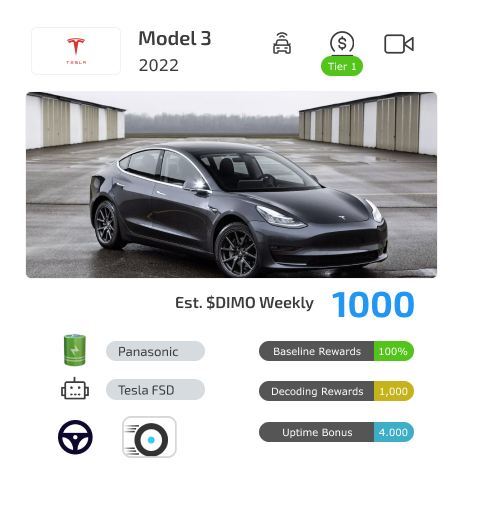 TESLA
Model 3
2022
$
Tier 1
Est. $DIMO Weekly 1000
Panasonic
Baseline Rewards 100%
Tesla FSD
Decoding Rewards 1,000
Uptime Bonus 4.000